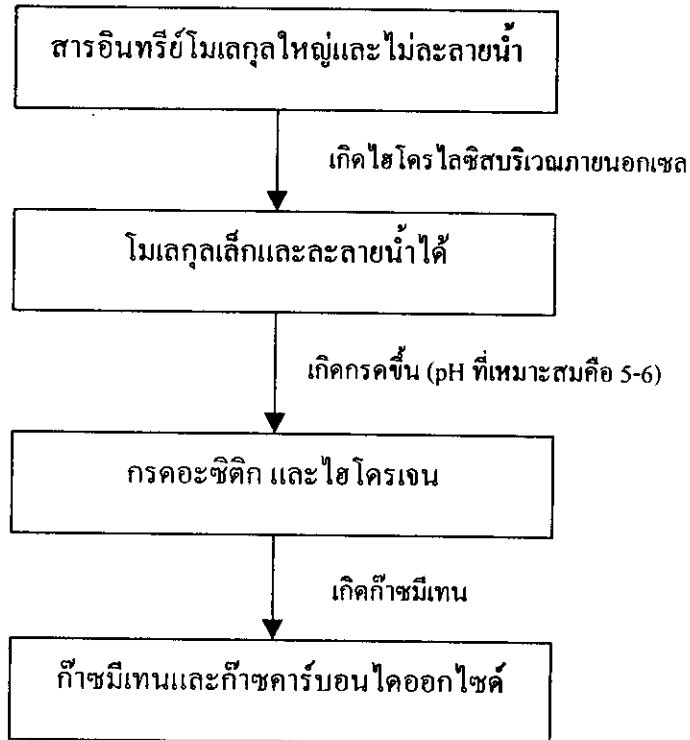 สารอินทรีย์โมเลกุลใหญ่และไม่ละลายน้ำ
เกิดไฮโครไลซิสบริเวณภายนอกเซล
โมเลกุลเล็กและละลายน้ำได้
เกิดกรดขึ้น (pH ที่เหมาะสมคือ 5-6)
กรดอะซิติก และไฮโครเจน
เกิดก๊าซมีเทน
ก๊าซมีเทนและก๊าซคาร์บอนไดออกไซด์